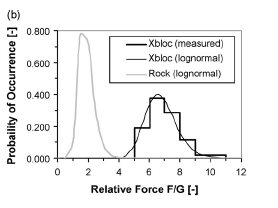 (b)
Probaility of Occurrence [-]
0.800
0.600
0.400
0.200
0.000
Xbloc (measured)
Xbloc (lognormal)
Rock (lognormal)
0
2
4
6
8
10
12
Relative Force F/G [-]